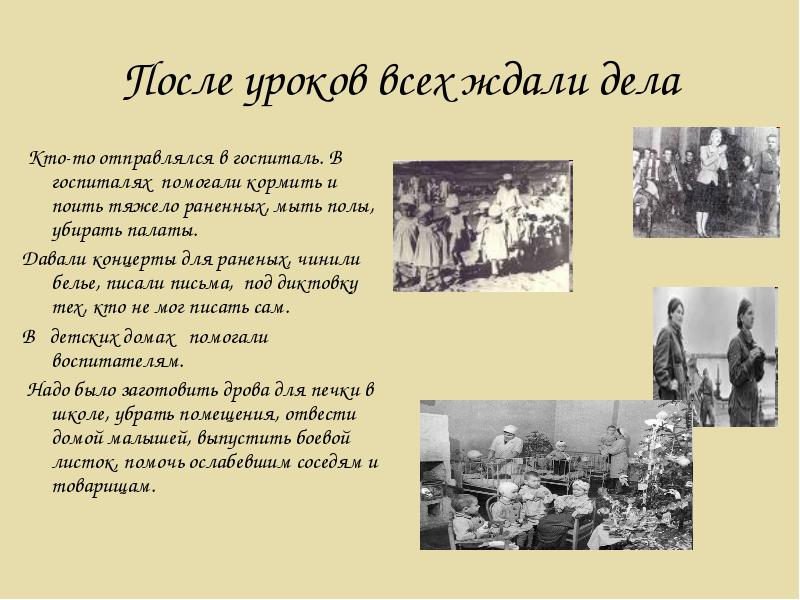 После уроков всех ждали дела
Кто-то отправлялся в госпиталь. В
госпиталях помогали кормить и
поить тяжело раненных, мыть полы,
убирать палаты.
Давали концерты для раненых, чинили
белье, писали письма, под диктовку
тех, кто не мог писать сам.
В детских домах помогали
воспитателям.
Надо было заготовить дрова для печки в
школе, убрать помещения, отвести
домой малышей, выпустить боевой
листок, помочь ослабевшим соседям и
товарищам.